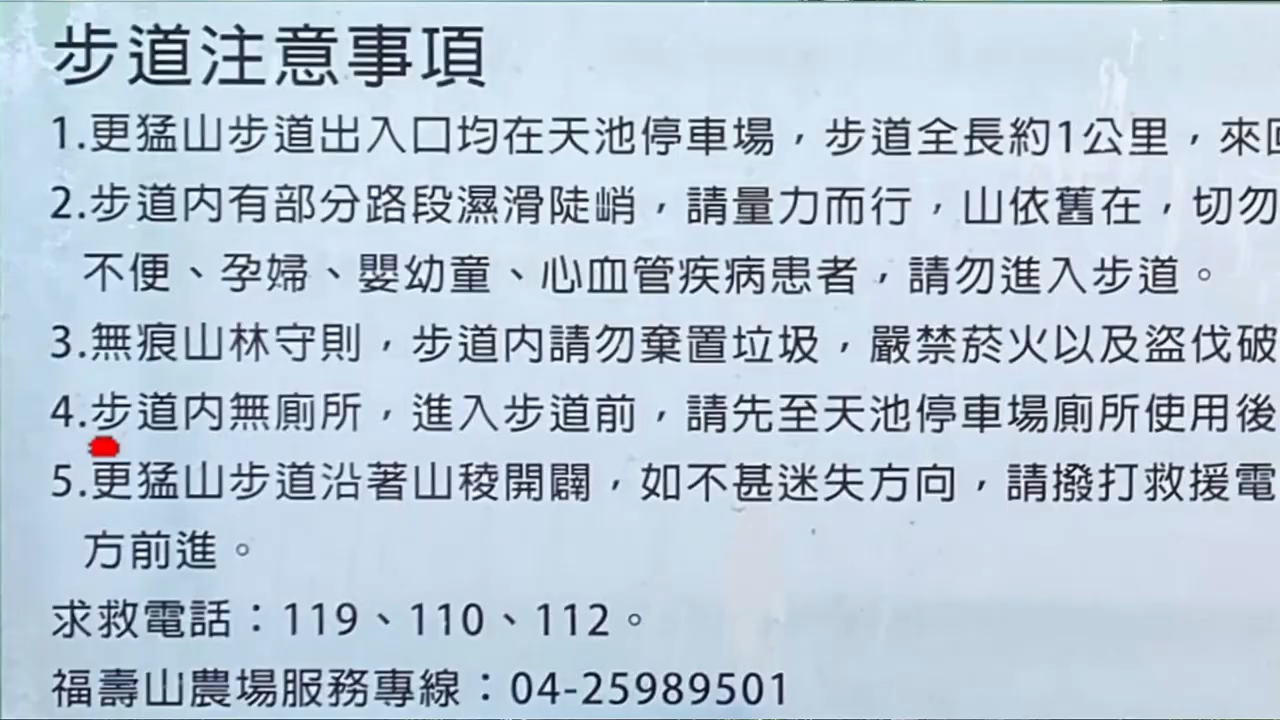 步道注意事項
1.更猛山步道出入口均在天池停車場，步道全長約1公里，來回
2.步道內有部分路段濕滑陡峭，請量力而行，山依舊在，切勿
不便、孕婦、嬰幼童、心血管疾病患者，請勿進入步道。
3.無痕山林守則，步道內請勿棄置垃圾，嚴禁菸火以及盜伐破
4.步道內無廁所，進入步道前，請先至天池停車場廁所使用後
5.更猛山步道沿著山稜開闢，如不甚迷失方向，請撥打救援電
方前進。
求救電話：119、110、112。
福壽山農場服務專線：04-25989501